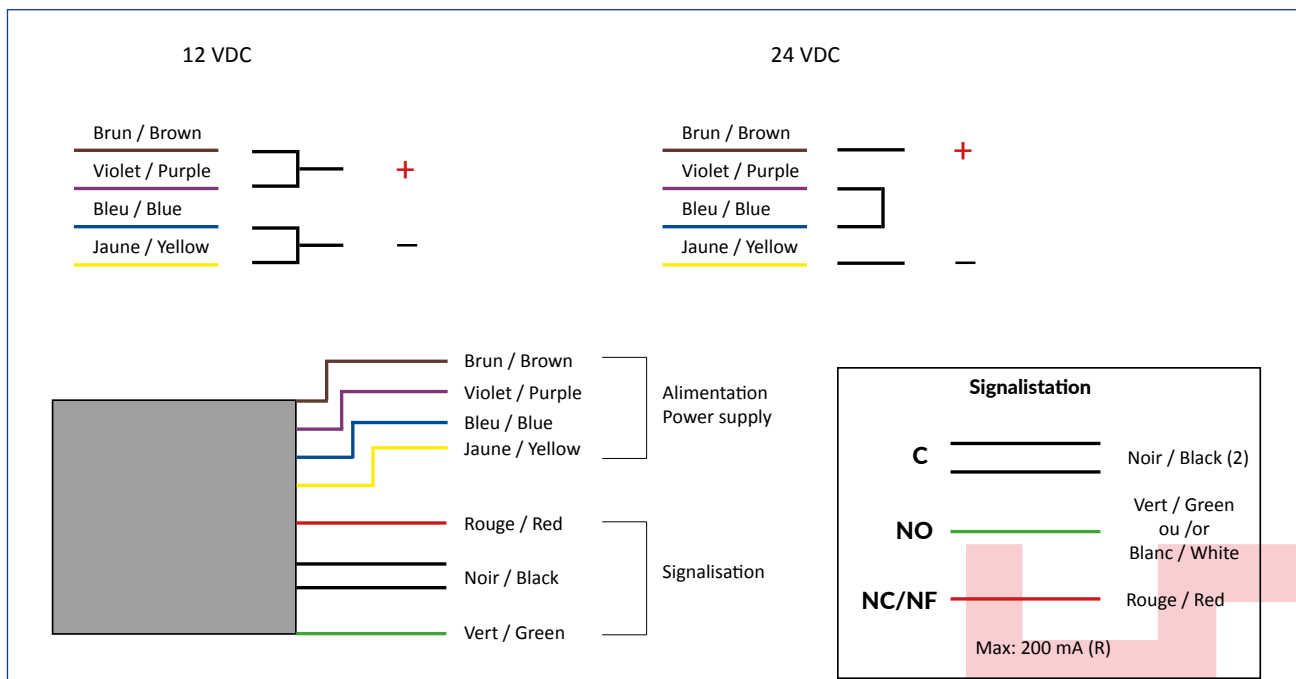 12 VDC
Brun / Brown
Violet / Purple
Bleu / Blue
Jaune / Yellow
+
−
24 VDC
Brun / Brown
Violet / Purple
Bleu / Blue
Jaune / Yellow
+
−
Brun / Brown
Violet / Purple
Bleu / Blue
Jaune / Yellow
Alimentation
Power supply
Rouge / Red
Noir / Black
Vert / Green
Signalisation
Signalistation
C
Noir / Black (2)
NO
Vert / Green
ou /or
Blanc / White
NC/NF
Rouge / Red
Max: 200 mA (R)